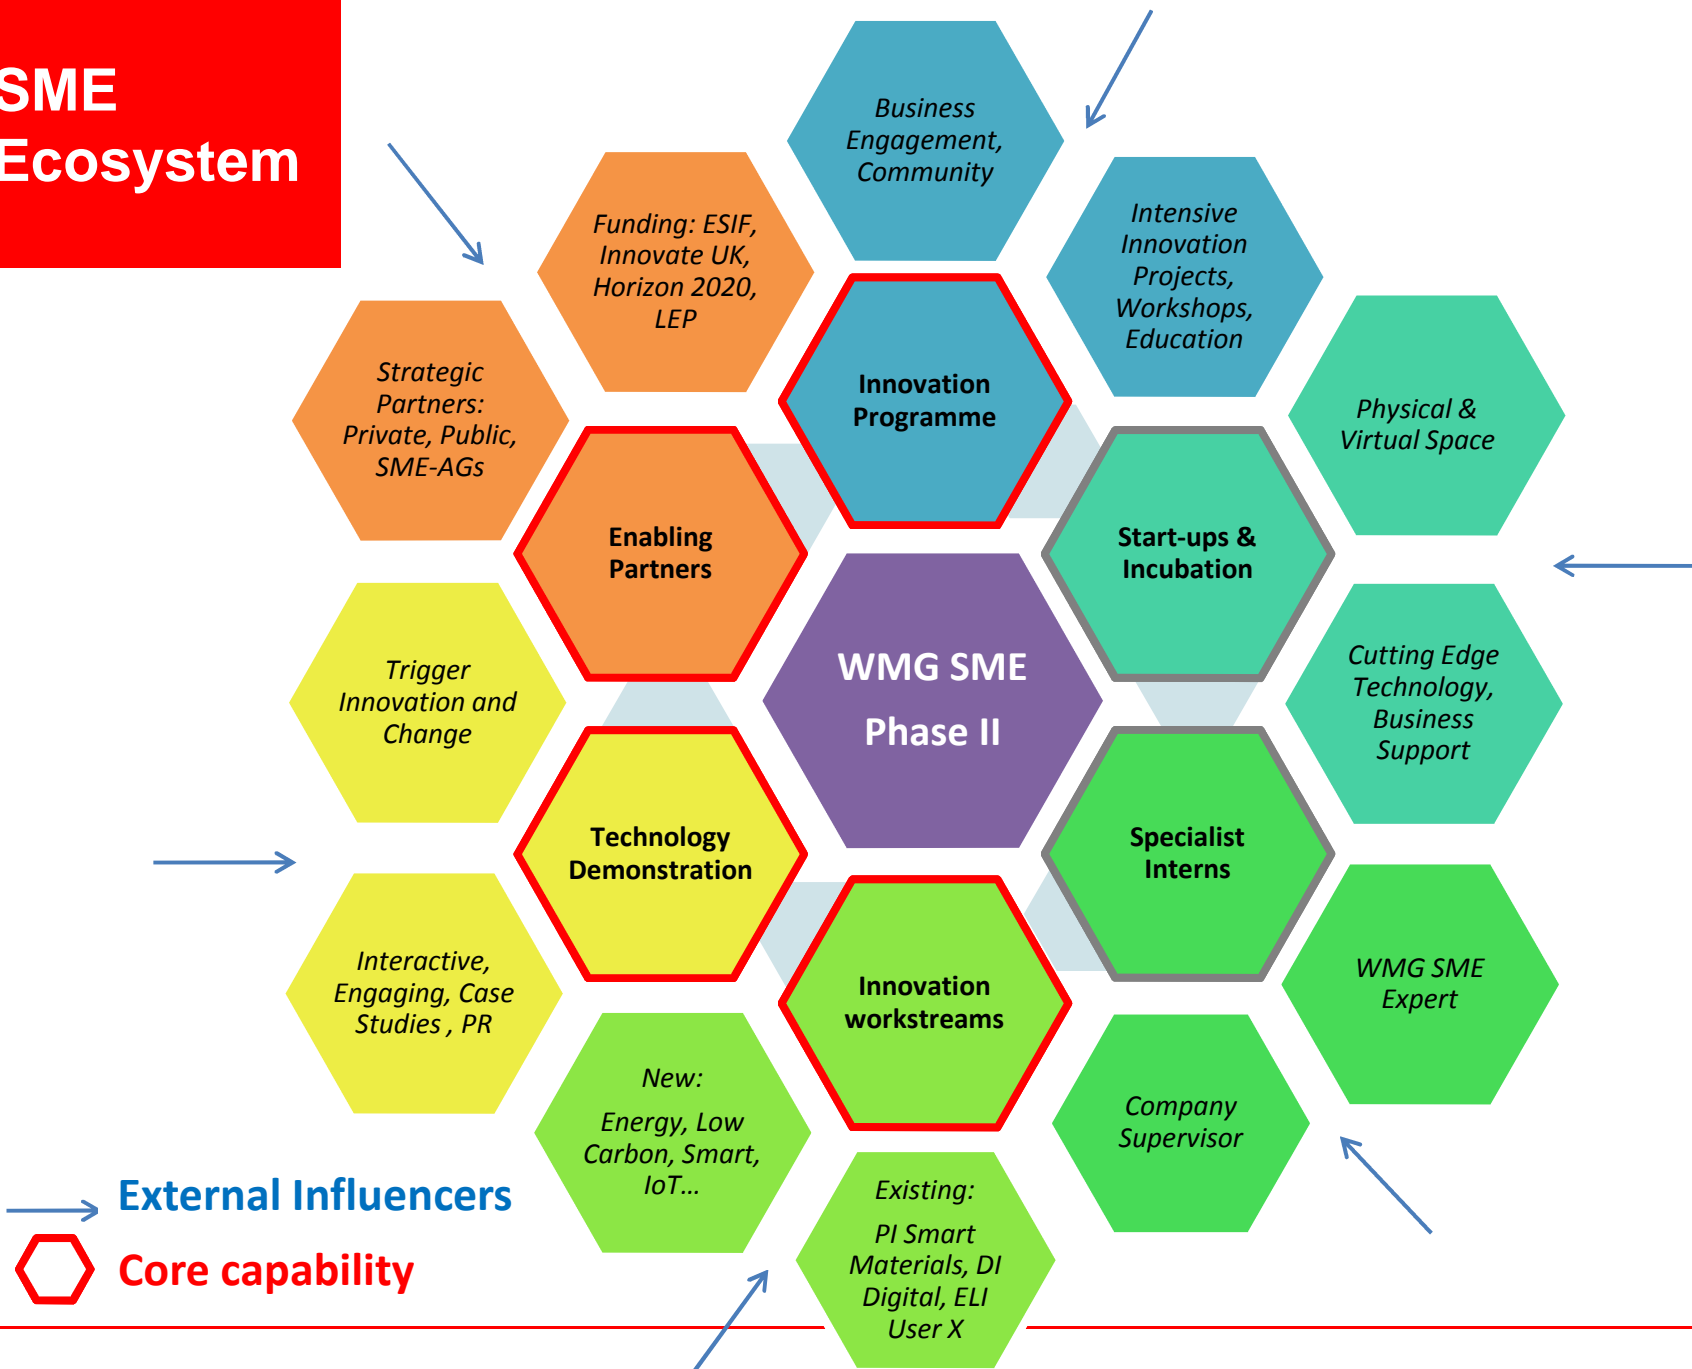 SME
Ecosystem
Business
Engagement,
Community
Funding: ESIF,
Innovate UK,
Horizon 2020,
LEP
Intensive
Innovation
Projects,
Workshops,
Education
Strategic
Partners:
Private, Public,
SME-AGs
Innovation
Programme
Physical &
Virtual Space
Enabling
Partners
Start-ups &
Incubation
Trigger
Innovation and
Change
WMG SME
Phase II
Cutting Edge
Technology,
Business
Support
Technology
Demonstration
Specialist
Interns
Interactive,
Engaging, Case
Studies , PR
Innovation
workstreams
WMG SME
Expert
New:
Energy, Low
Carbon, Smart,
IoT...
Company
Supervisor
Existing:
PI Smart
Materials, DI
Digital, ELI
User X
External Influencers
Core capability